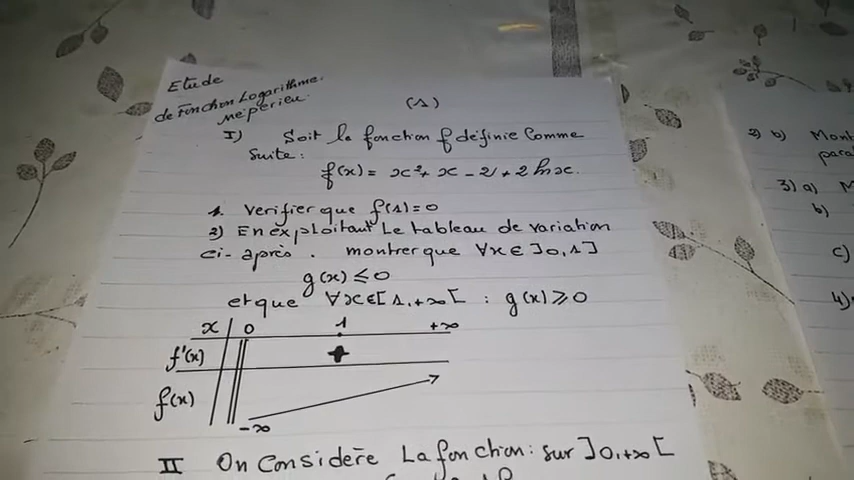 Etude
de Fonction Logarithme.
neperieu.
(1)
I) Soit la fonction f definie Comme
Suite:
f(x) = x² + x - 2 + 2 ln x.
1. Verifier que f(1) = 0
2) En exploitant Le tableau de variation
ci-après. montrer que ∀x ∈ ]0,1]
g(x) ≤ 0
et que ∀x ∈ [1,+∞[ : g(x) ≥ 0
x 0 1 +∞
f'(x) +
f(x)
-∞
II On Considère La fonction: sur ]0,+∞[
2) b) Mont
para
3) a) M
b)
c)
4)